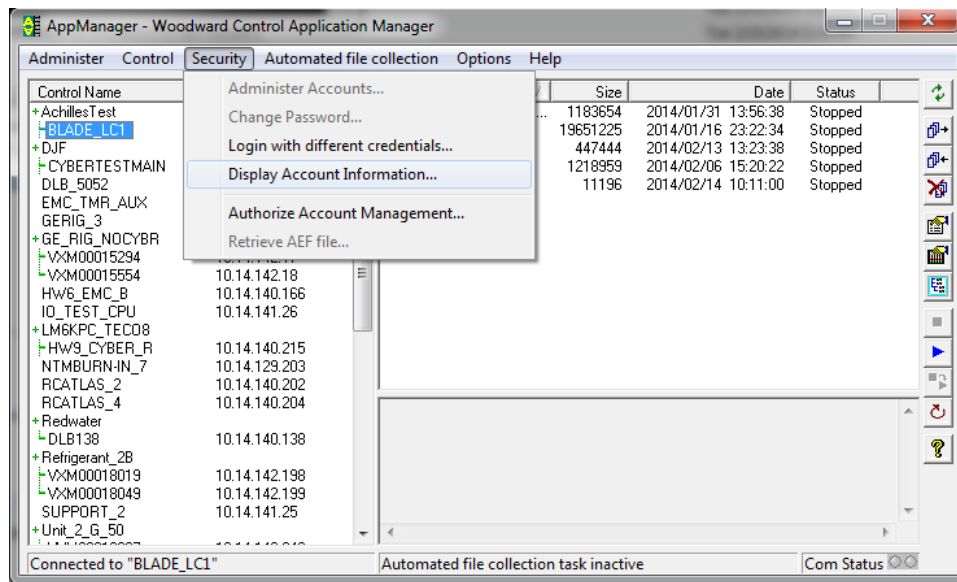 AppManager - Woodward Control Application Manager
Administer Control Security Automated file collection Options Help
Administer Accounts...
Change Password...
Login with different credentials...
Display Account Information...
Authorize Account Management...
Retrieve AEF file...
Control Name
+AchillesTest
BLADE_LC1
+DJF
CYBERTESTMAIN
DLB_5052
EMC_TMR_AUX
GERIG_3
+GE_RIG_NOCYBR
VXM00015294
VXM00015554 10.14.142.18
HW6_EMC_B 10.14.140.166
IO_TEST_CPU 10.14.141.26
+LM6KPC_TECO8
HW9_CYBER_R 10.14.140.215
NTMBURN-IN_7 10.14.129.203
RCATLAS_2 10.14.140.202
RCATLAS_4 10.14.140.204
+Redwater
DLB138 10.14.140.138
+Refrigerant_2B
VXM00018019 10.14.142.198
VXM00018049 10.14.142.199
SUPPORT_2 10.14.141.25
+Unit_2_G_50
Size Date Status
... 1183654 2014/01/31 13:56:38 Stopped
19651225 2014/01/16 23:22:34 Stopped
447444 2014/02/13 13:23:38 Stopped
1218959 2014/02/06 15:20:22 Stopped
11196 2014/02/14 10:11:00 Stopped
Connected to "BLADE_LC1"
Automated file collection task inactive
Com Status